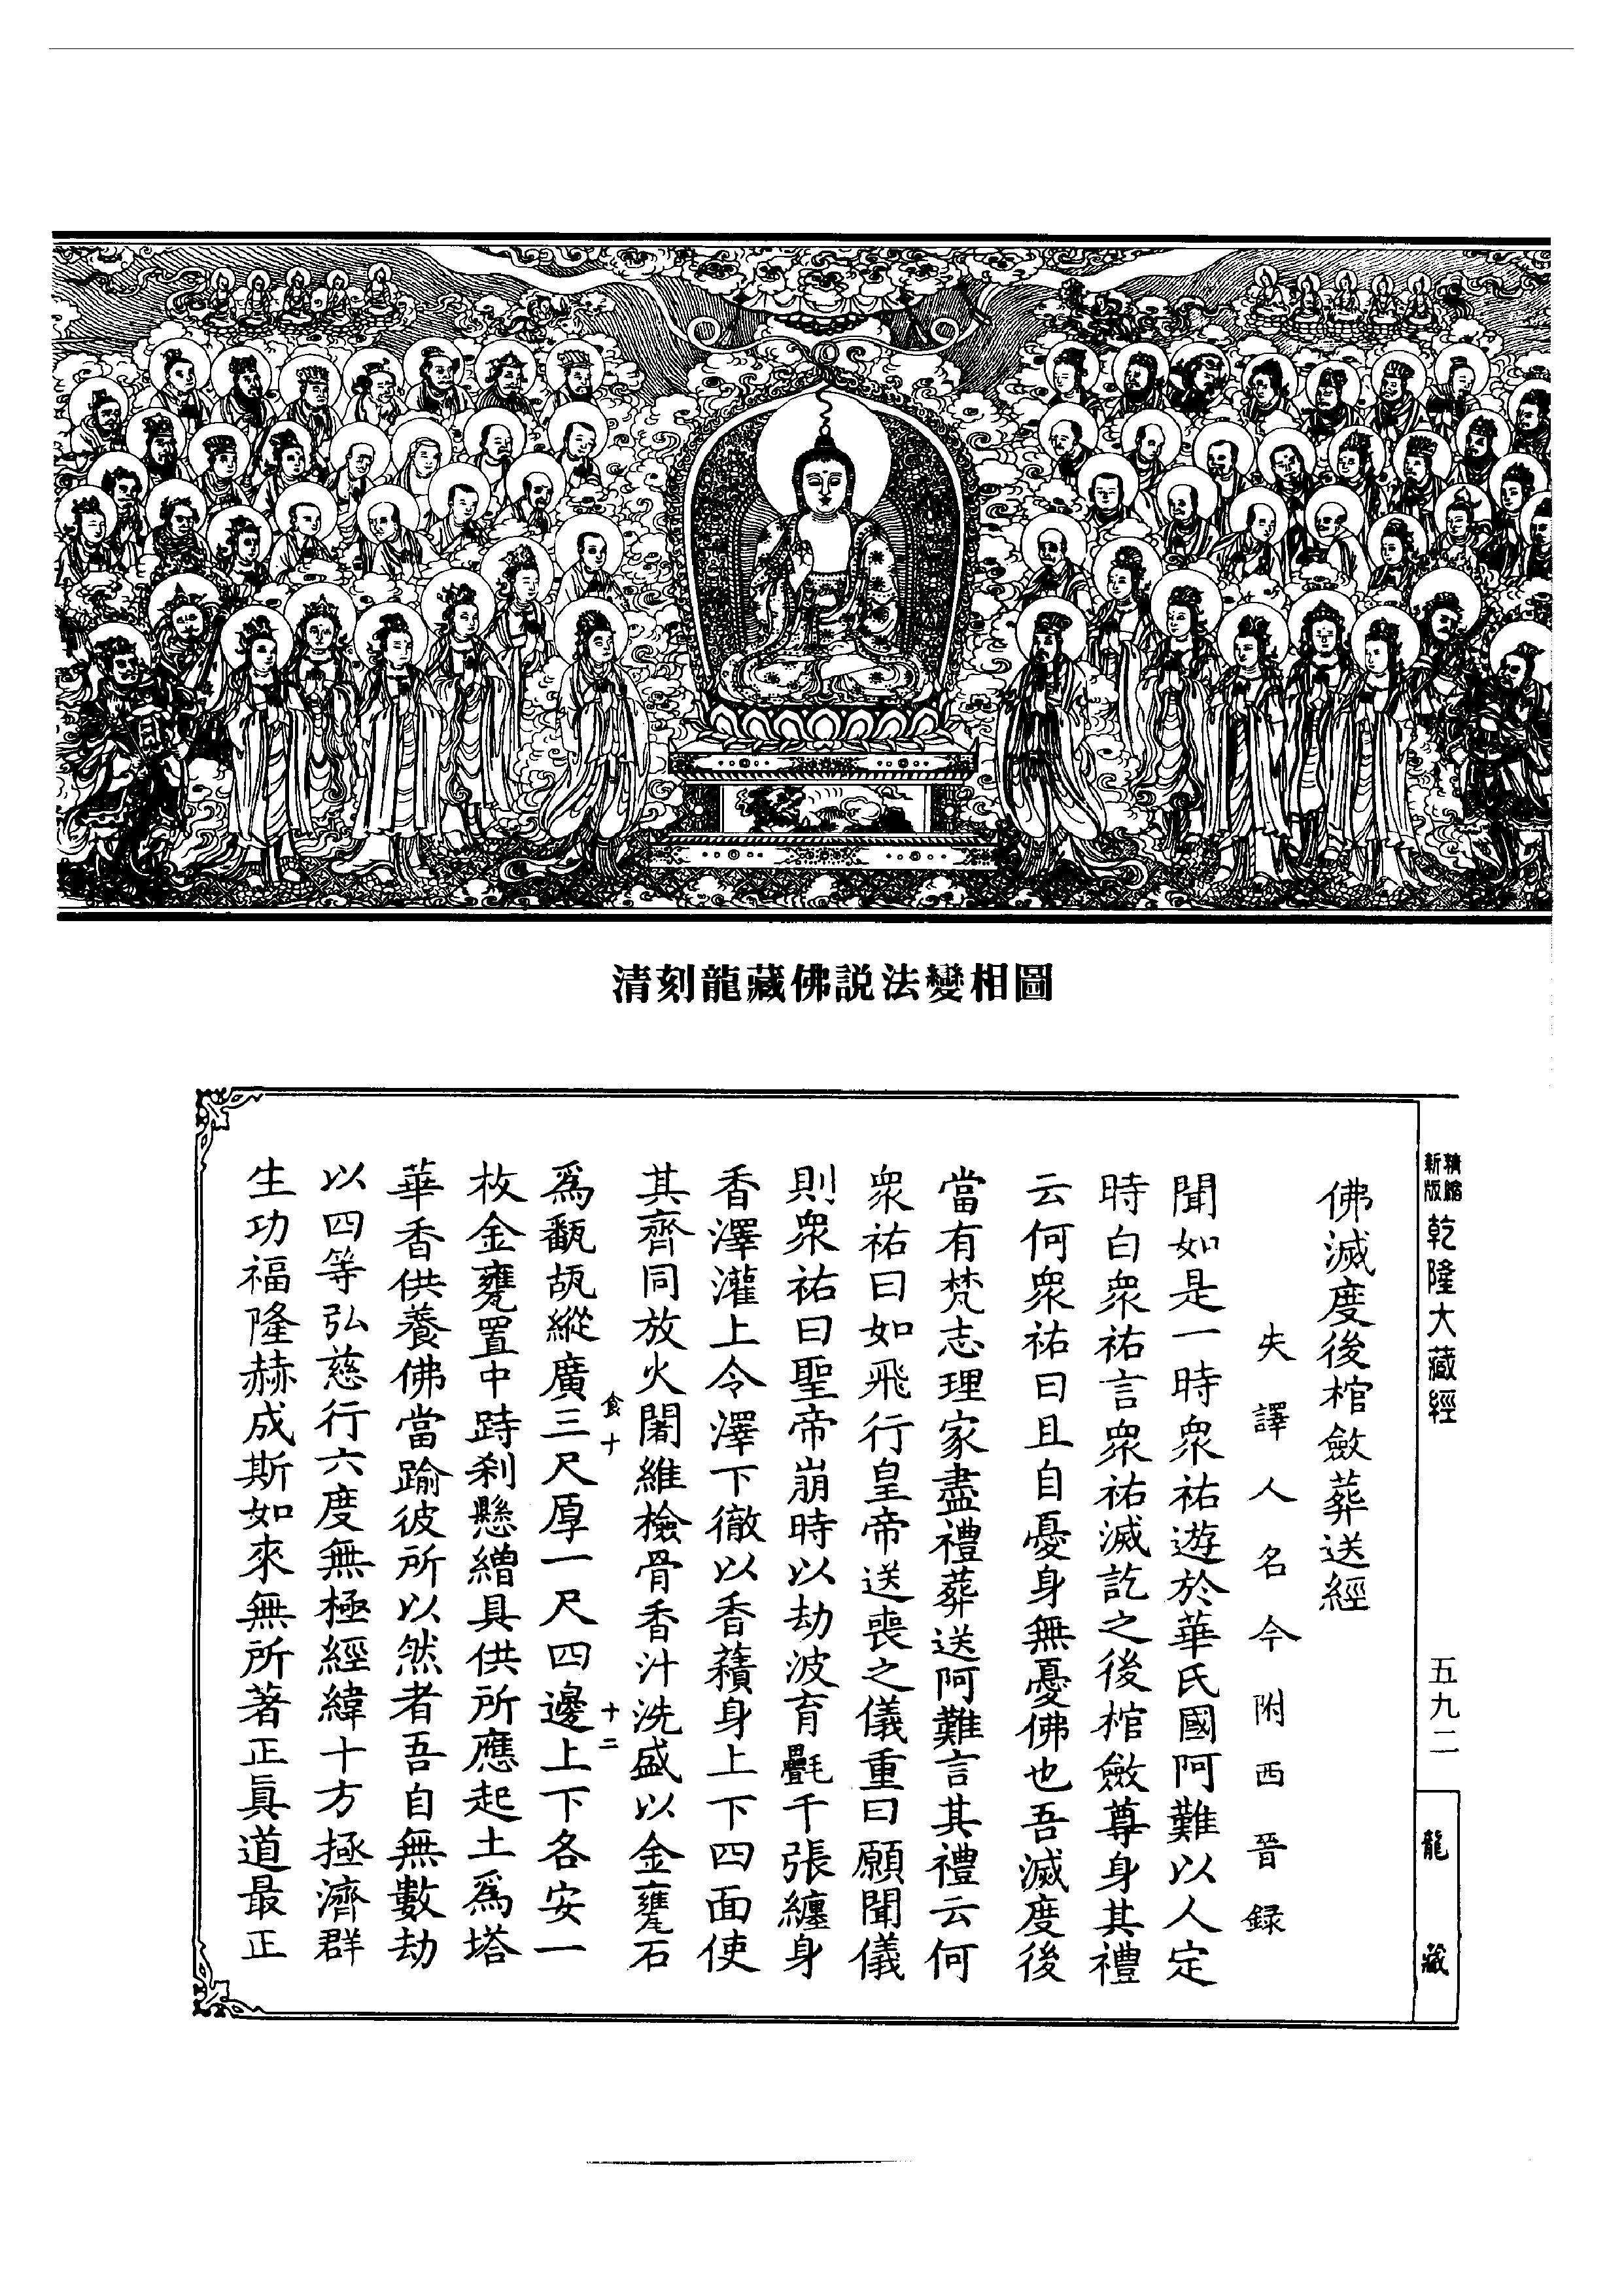 清刻龍藏佛説法變相圖
新版
精縮
乾隆大藏經
五九二
龍藏
佛滅度後棺斂葬送經
失譯人名今附西晉録
聞如是一時衆祐遊於華氏國阿難以人定
時白衆祐言衆祐滅訖之後棺斂尊身其禮
云何衆祐曰且自憂身無憂佛也吾滅度後
當有梵志理家盡禮葬送阿難言其禮云何
衆祐曰如飛行皇帝送喪之儀重曰願聞儀
則衆祐曰聖帝崩時以劫波育㲲千張纏身
香澤灌上令澤下徹以香積身上下四面使
其齊同放火闍維檢骨香汁洗盛以金甕石
食十
十二
爲瓳縱廣三尺厚一尺四邊上下各安一
枚金甕置中跱刹懸繒具供所應起土爲塔
華香供養佛當踰彼所以然者吾自無數劫
以四等弘慈行六度無極經緯十方拯濟群
生功福隆赫成斯如來無所著正眞道最正